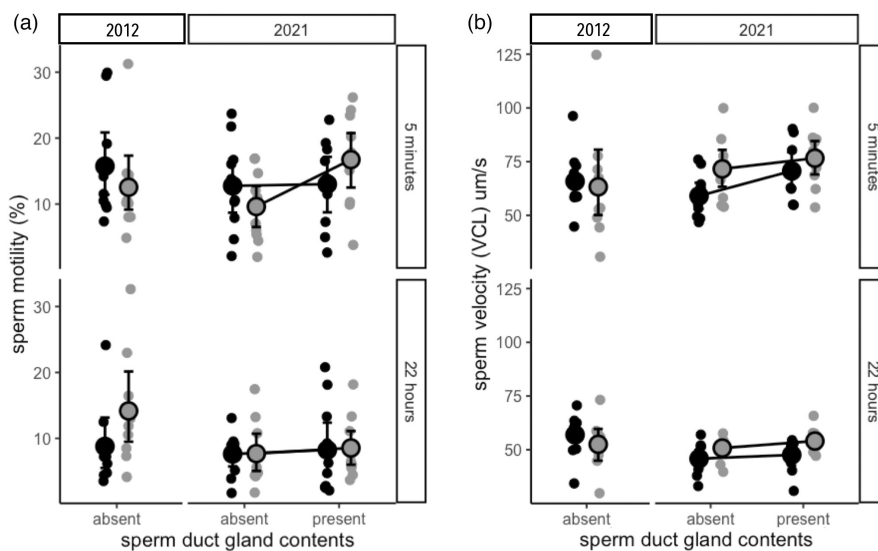 (a)
2012
2021
30
20
10
5 minutes
30
20
10
22 hours
sperm motility (%)
absent
absent
present
sperm duct gland contents
(b)
2012
2021
125
100
75
50
5 minutes
125
100
75
50
22 hours
sperm velocity (VCL) um/s
absent
absent
present
sperm duct gland contents